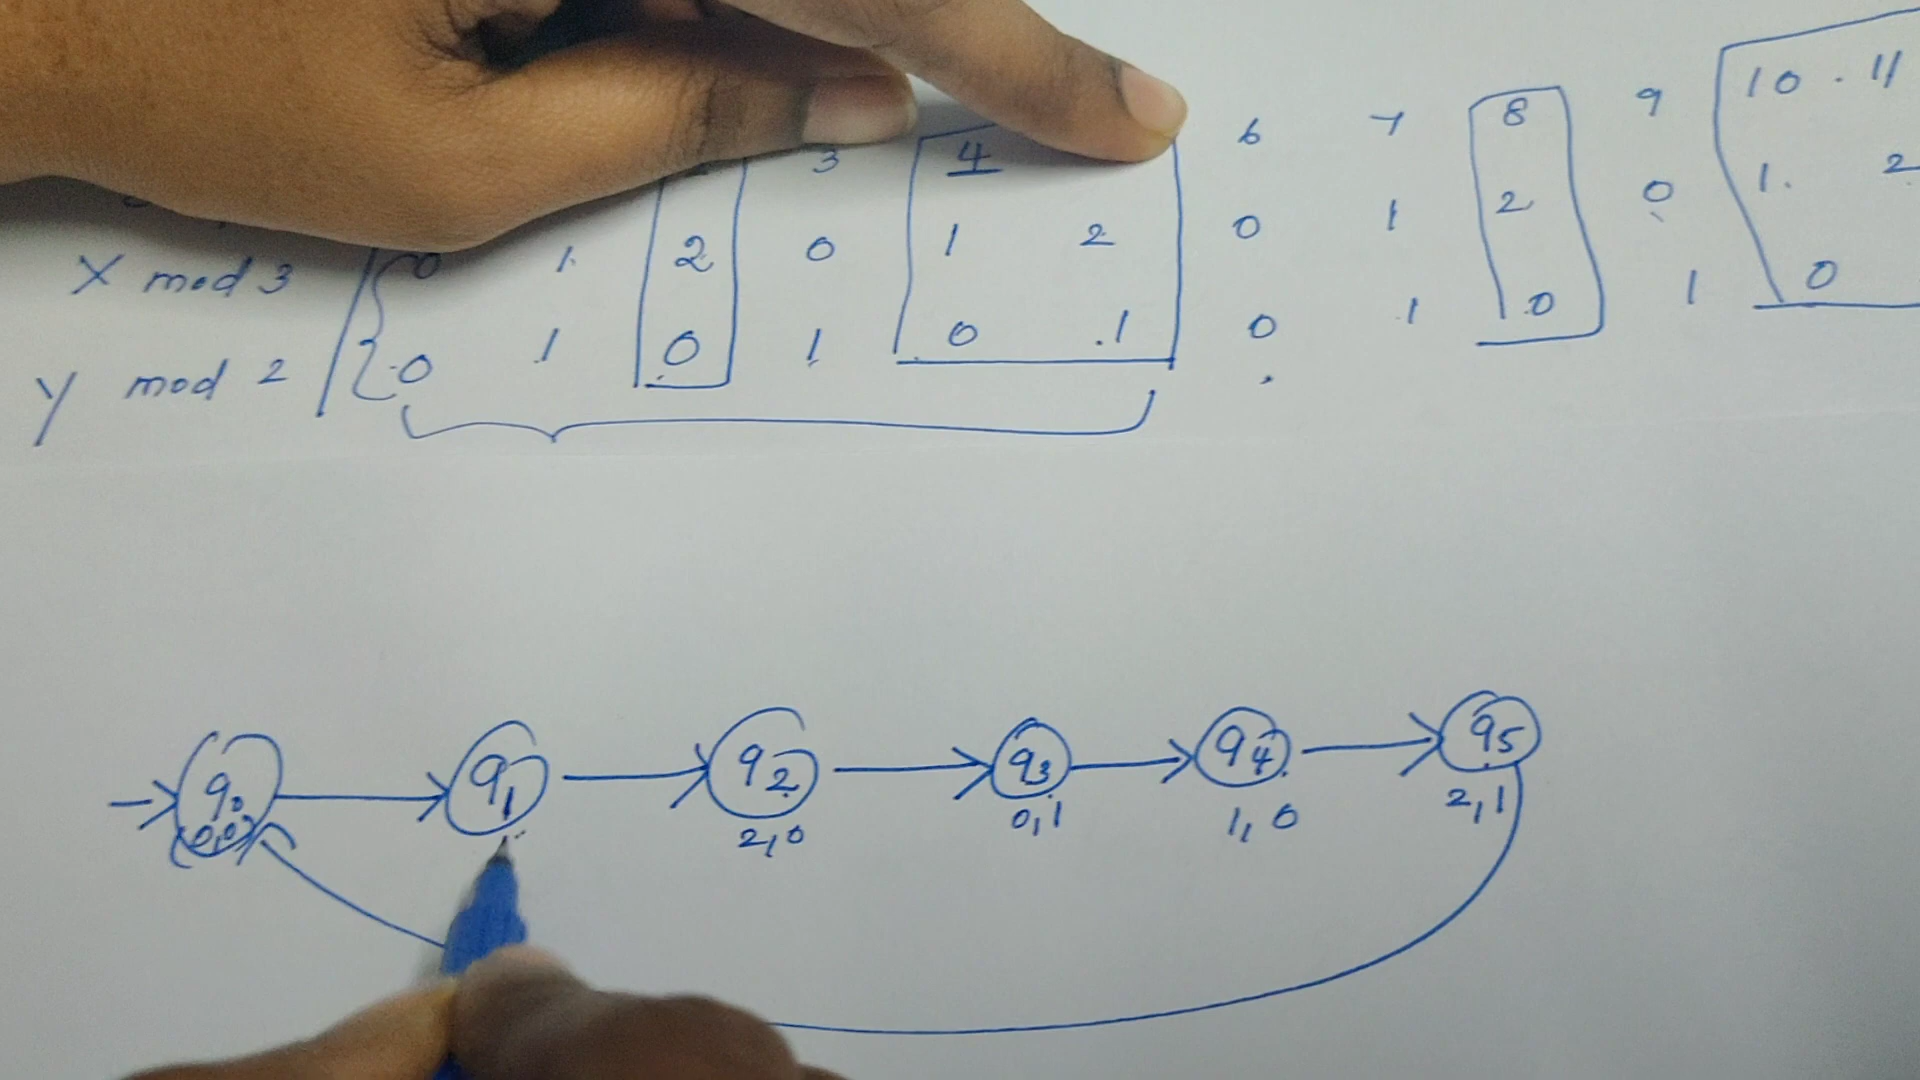 3 4 6 7 8 9 10 . 11
X mod 3 0 1 2 0 1 2 0 1 2 0 1. 2
Y mod 2 0 1 0 1 0 .1 0 1 0 1 0
q0 q1 q2 q3 q4 q5
(0,0) 2,0 0,1 1,0 2,1